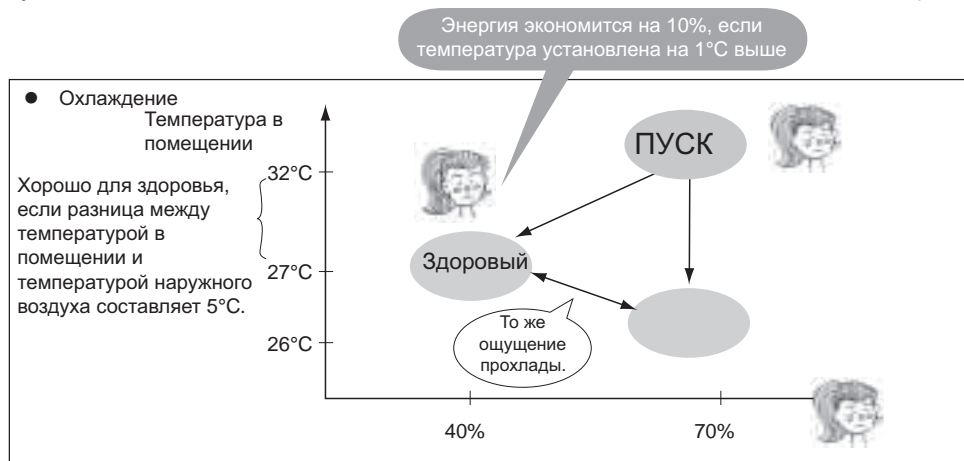 Энергия экономится на 10%, если
температура установлена на 1°C выше
● Охлаждение
Температура в
помещении
ПУСК
32°C
Хорошо для здоровья,
если разница между
температурой в
помещении и
температурой наружного
воздуха составляет 5°C.
Здоровый
27°C
То же
ощущение
прохлады.
26°C
40%
70%